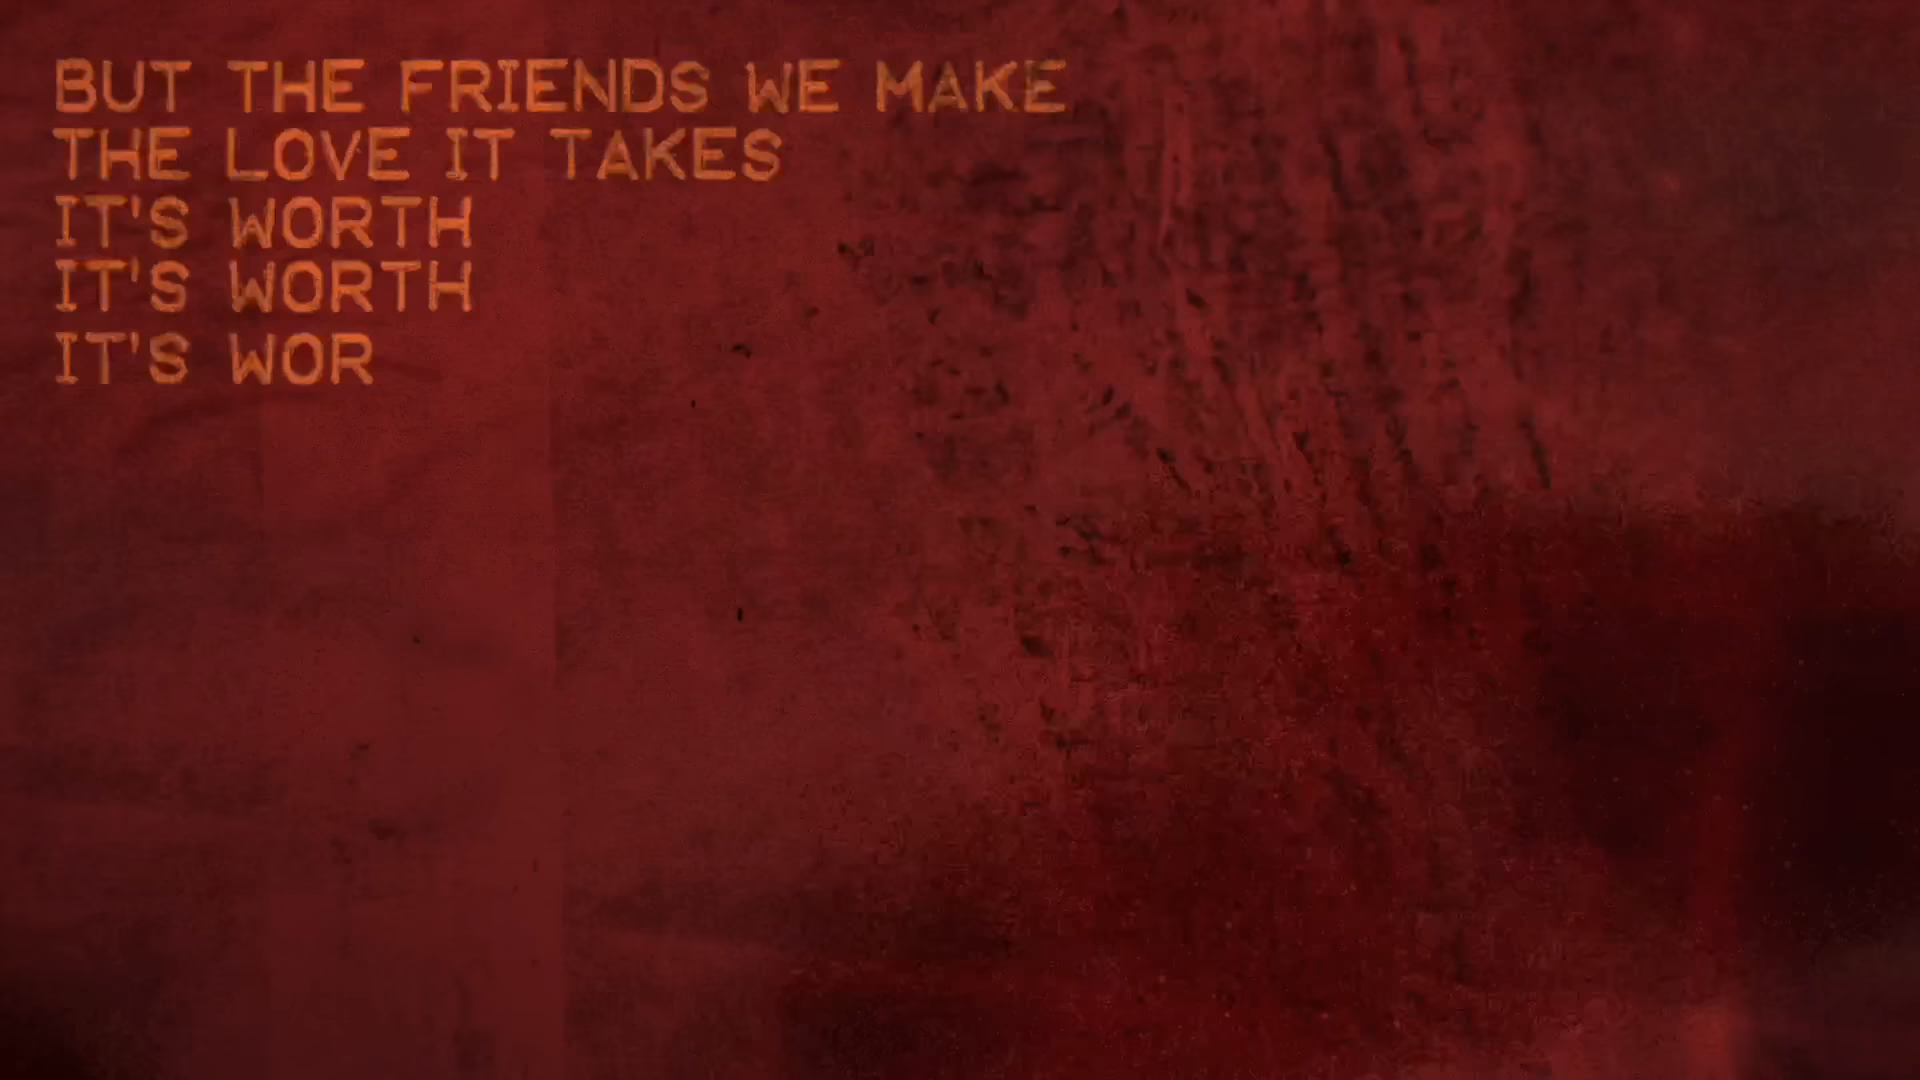 BUT THE FRIENDS WE MAKE
THE LOVE IT TAKES
IT'S WORTH
IT'S WORTH
IT'S WOR